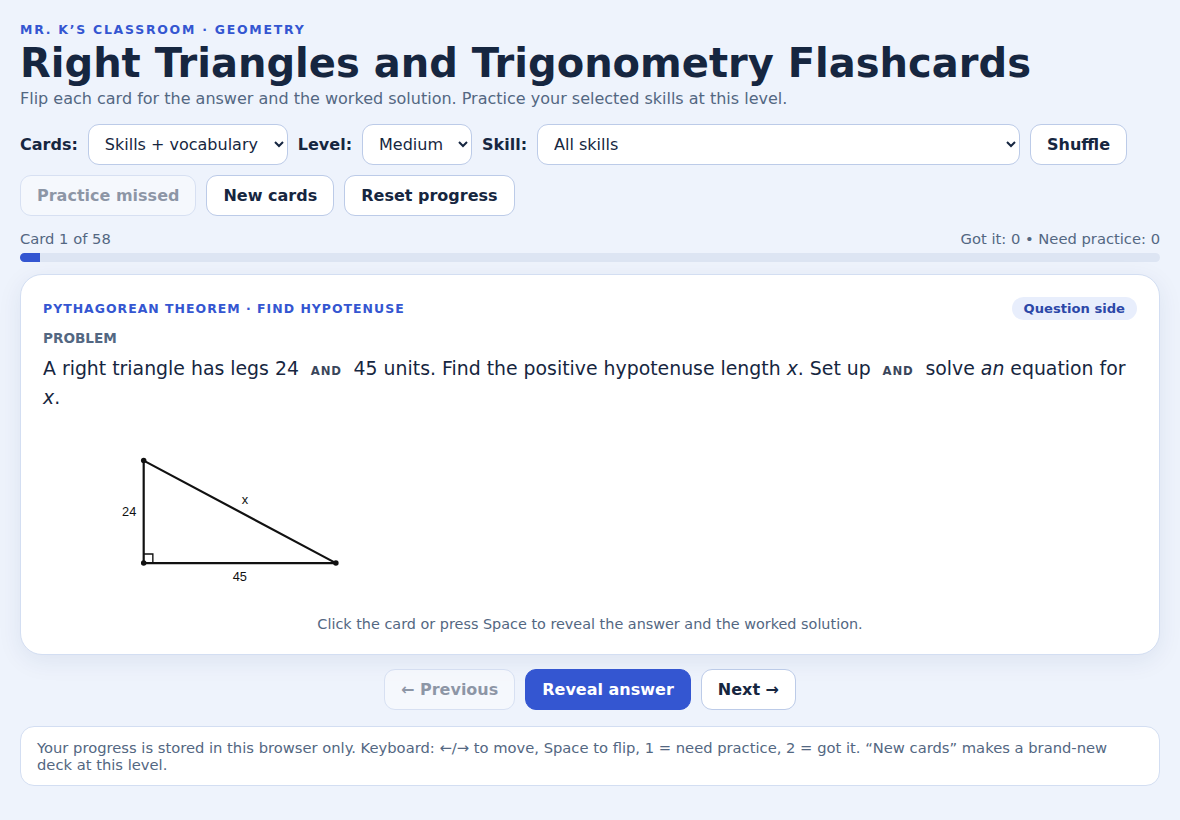 MR. K’S CLASSROOM · GEOMETRY
Right Triangles and Trigonometry Flashcards
Flip each card for the answer and the worked solution. Practice your selected skills at this level.
Cards: Skills + vocabulary Level: Medium Skill: All skills Shuffle
Practice missed New cards Reset progress
Card 1 of 58 Got it: 0 • Need practice: 0
PYTHAGOREAN THEOREM · FIND HYPOTENUSE Question side
PROBLEM
A right triangle has legs 24 AND 45 units. Find the positive hypotenuse length x. Set up AND solve an equation for
x.
x
24
45
Click the card or press Space to reveal the answer and the worked solution.
← Previous Reveal answer Next →
Your progress is stored in this browser only. Keyboard: ←/→ to move, Space to flip, 1 = need practice, 2 = got it. “New cards” makes a brand-new
deck at this level.